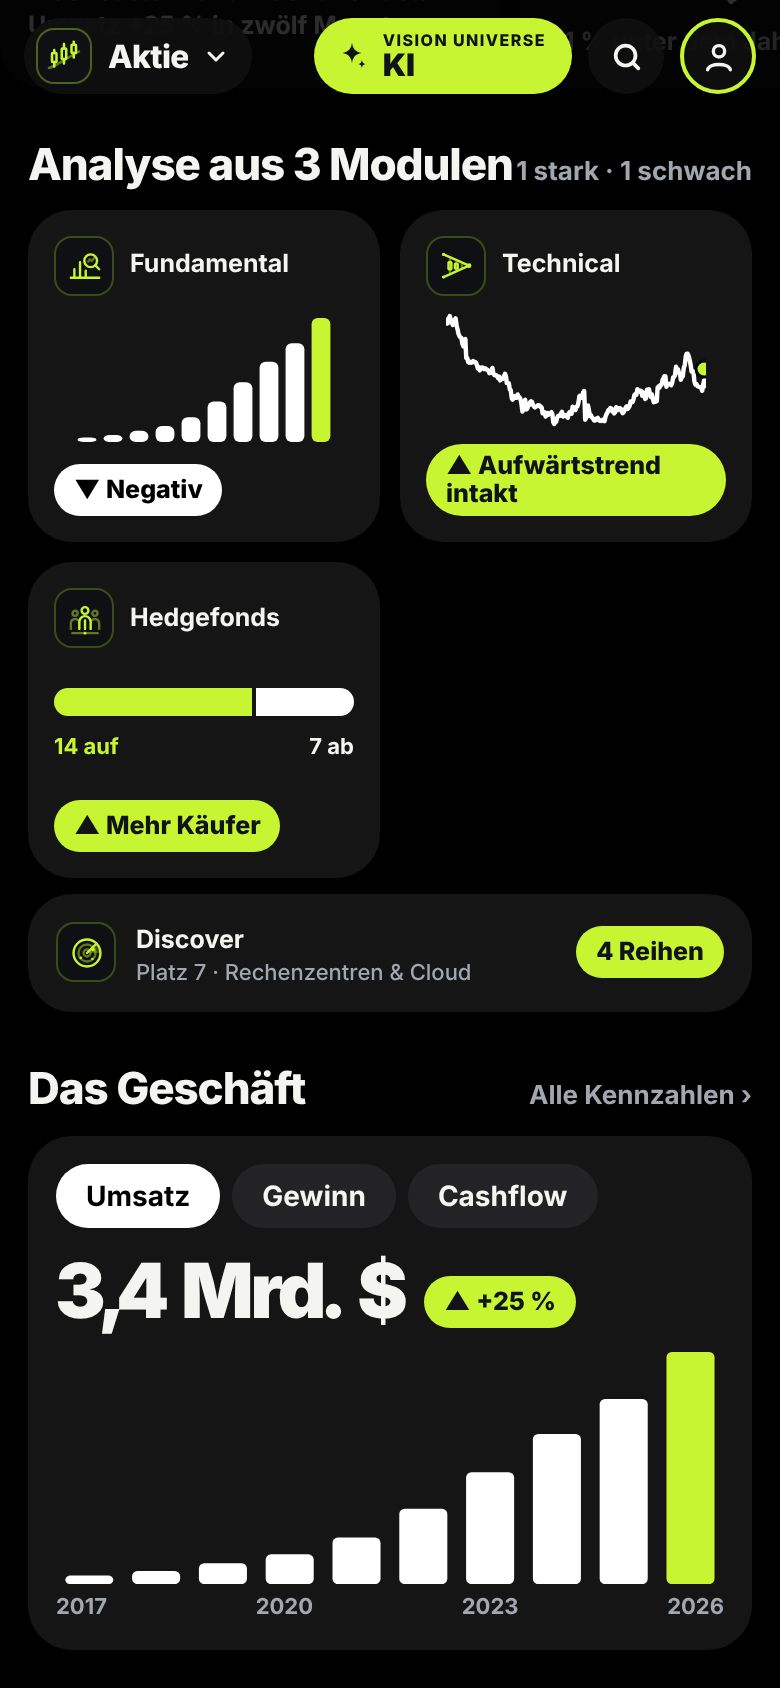 Aktie
VISION UNIVERSE
KI
Analyse aus 3 Modulen
1 stark · 1 schwach
Fundamental
▼ Negativ
Technical
▲ Aufwärtstrend
intakt
Hedgefonds
14 auf
7 ab
▲ Mehr Käufer
Discover
Platz 7 · Rechenzentren & Cloud
4 Reihen
Das Geschäft
Alle Kennzahlen ›
Umsatz
Gewinn
Cashflow
3,4 Mrd. $
▲ +25 %
2017
2020
2023
2026